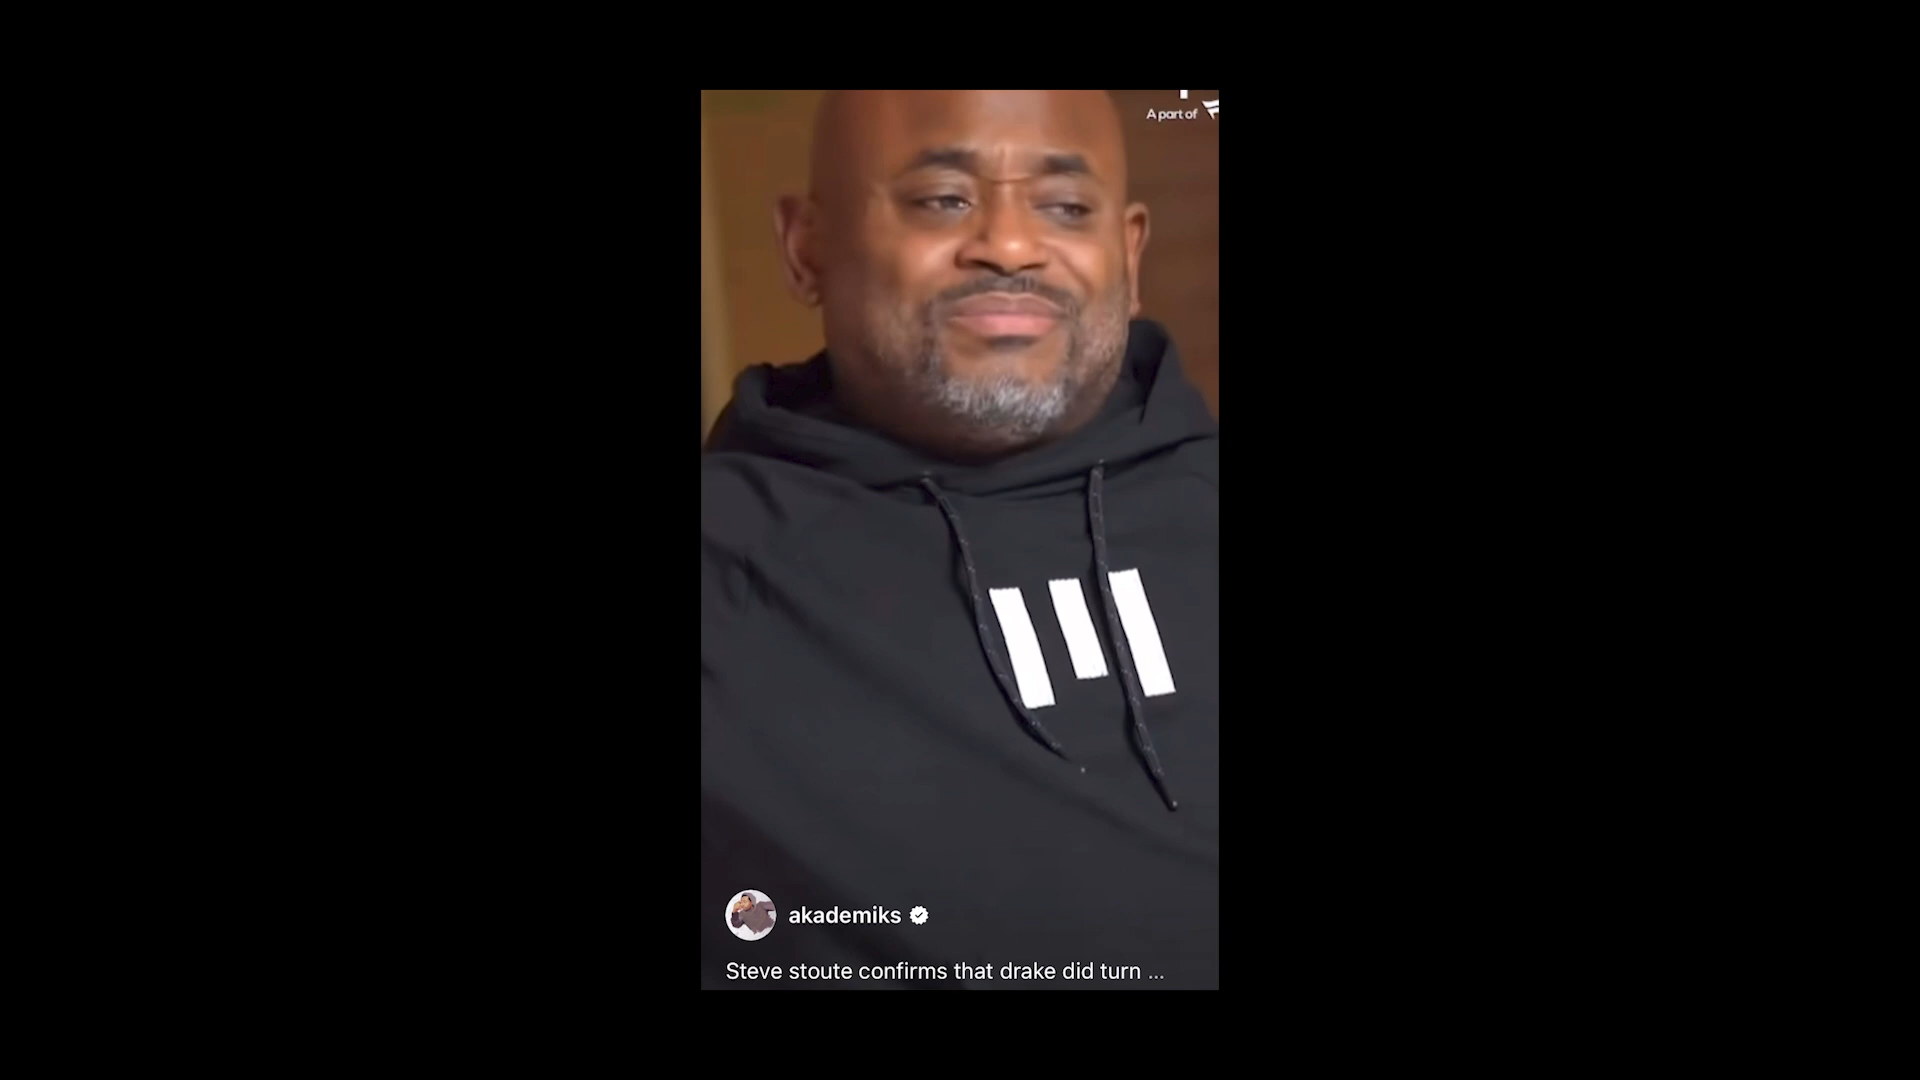 A part of
akademiks
Steve stoute confirms that drake did turn ...